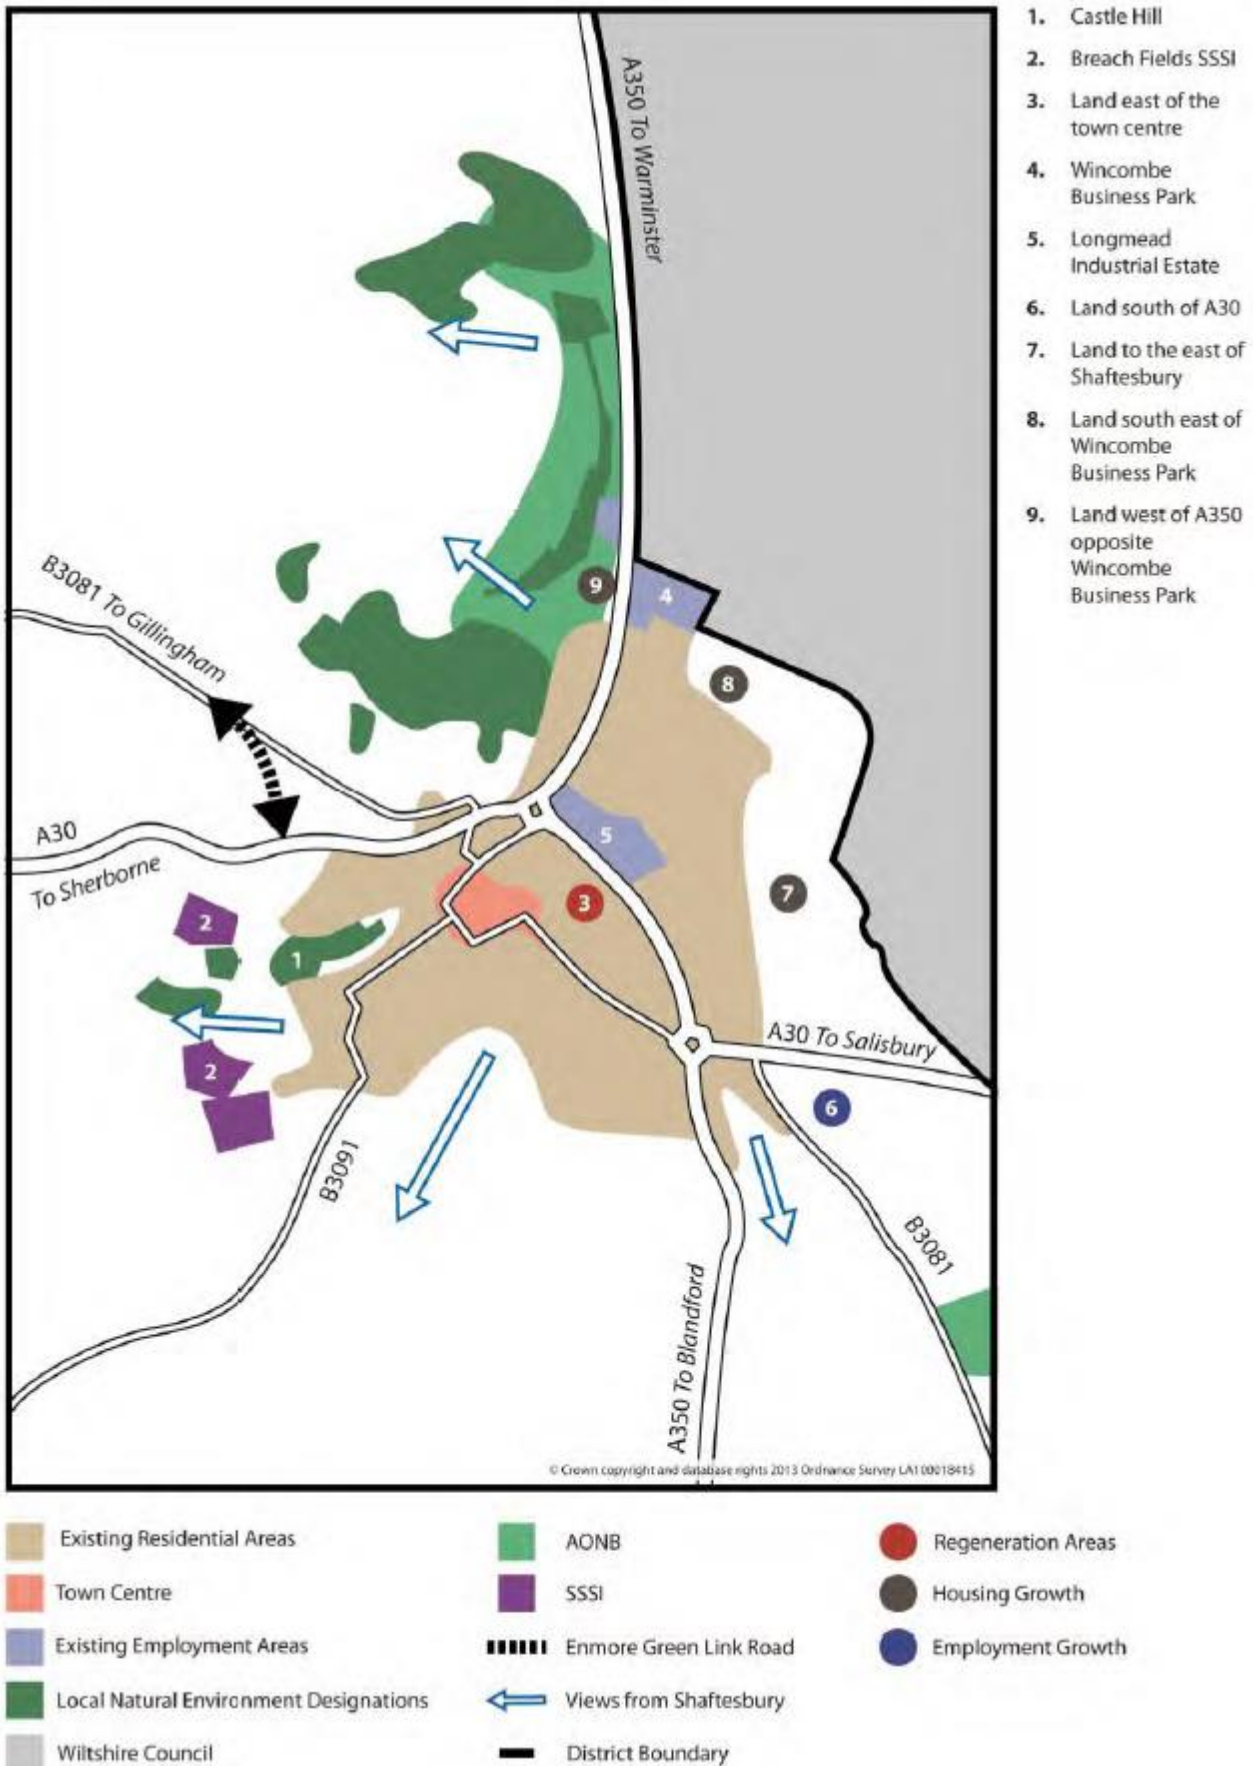 A350 To Warminster
9
4
B3081 To Gillingham
8
A30
To Sherborne
5
3
7
2
1
2
A30 To Salisbury
6
B3091
B3081
A350 To Blandford
© Crown copyright and database rights 2013 Ordnance Survey LA100018415
1. Castle Hill
2. Breach Fields SSSI
3. Land east of the
town centre
4. Wincombe
Business Park
5. Longmead
Industrial Estate
6. Land south of A30
7. Land to the east of
Shaftesbury
8. Land south east of
Wincombe
Business Park
9. Land west of A350
opposite
Wincombe
Business Park
Existing Residential Areas
Town Centre
Existing Employment Areas
Local Natural Environment Designations
Wiltshire Council
AONB
SSSI
Enmore Green Link Road
Views from Shaftesbury
District Boundary
Regeneration Areas
Housing Growth
Employment Growth